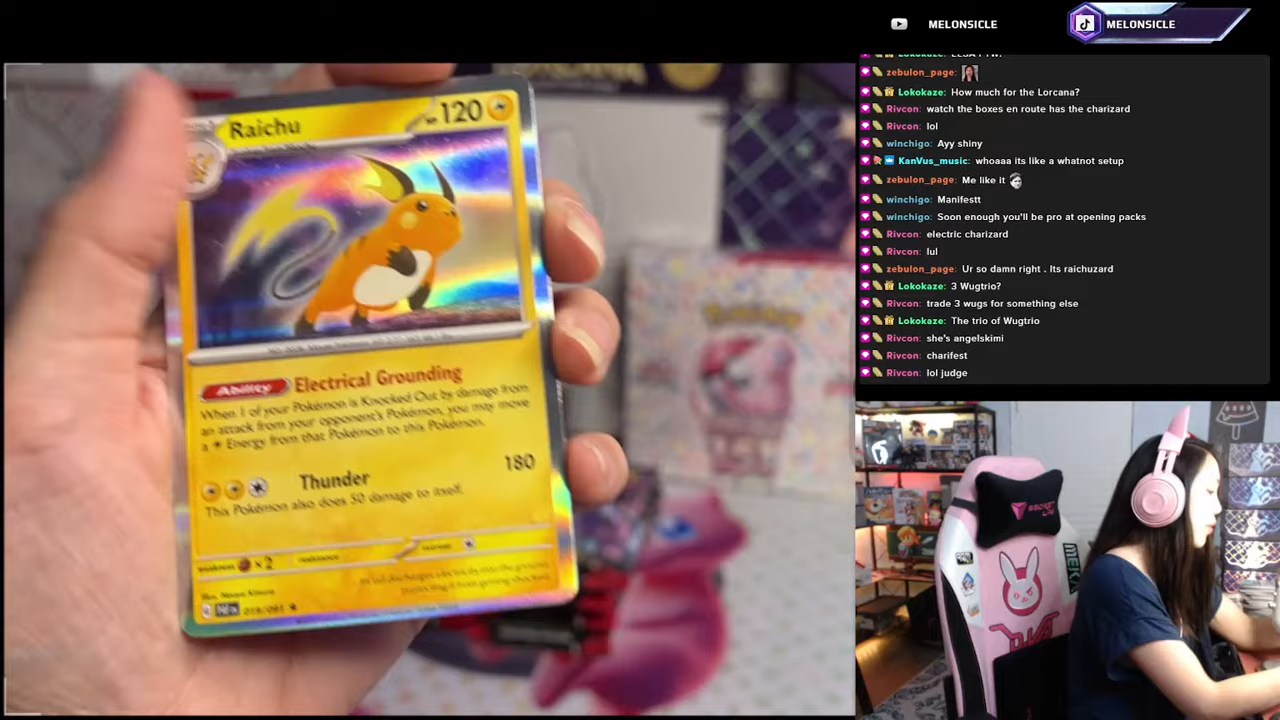 MELONSICLE
MELONSICLE
zebulon_page:
Lokokaze: How much for the Lorcana?
Rivcon: watch the boxes en route has the charizard
Rivcon: lol
winchigo: Ayy shiny
KanVus_music: whoaaa its like a whatnot setup
zebulon_page: Me like it
winchigo: Manifestt
winchigo: Soon enough you'll be pro at opening packs
Rivcon: electric charizard
Rivcon: lul
zebulon_page: Ur so damn right . Its raichuzard
Lokokaze: 3 Wugtrio?
Rivcon: trade 3 wugs for something else
Lokokaze: The trio of Wugtrio
Rivcon: she's angelskimi
Rivcon: charifest
Rivcon: lol judge
Raichu
120
Ability Electrical Grounding
When 1 of your Pokémon is Knocked Out by damage from
an attack from your opponent's Pokémon, you may move
a Energy from that Pokémon to this Pokémon.
Thunder 180
This Pokémon also does 50 damage to itself.
×2